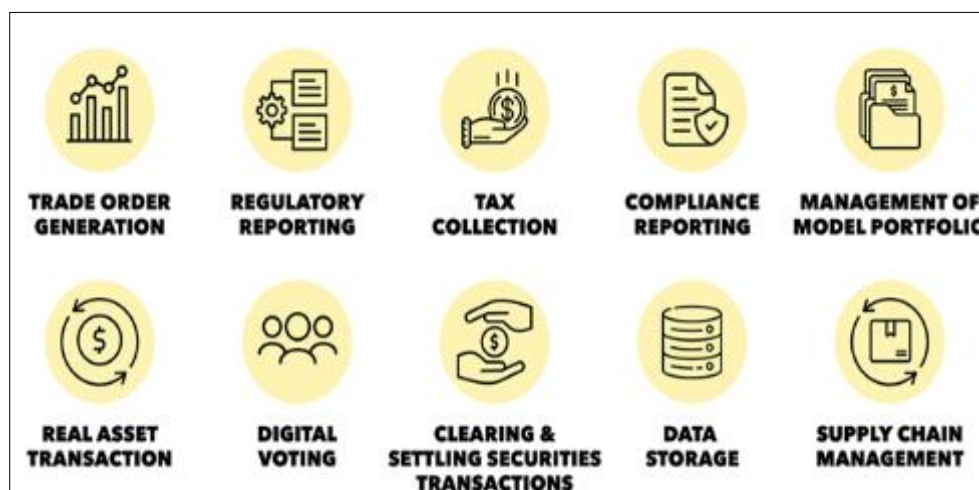 TRADE ORDER
GENERATION
REGULATORY
REPORTING
TAX
COLLECTION
COMPLIANCE
REPORTING
MANAGEMENT OF
MODEL PORTFOLIO
REAL ASSET
TRANSACTION
DIGITAL
VOTING
CLEARING &
SETTLING SECURITIES
TRANSACTIONS
DATA
STORAGE
SUPPLY CHAIN
MANAGEMENT